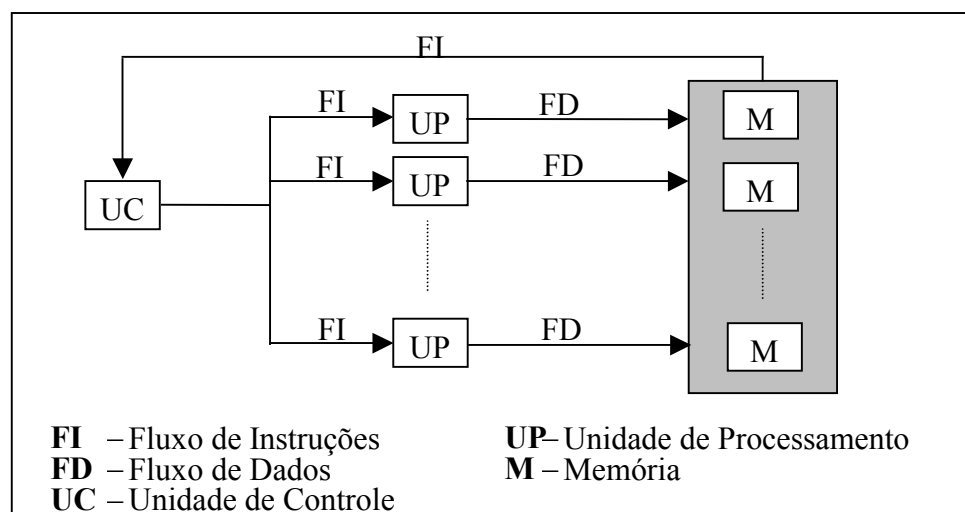 FI
FI UP FD M
FI UP FD M
UC
FI UP FD M
FI – Fluxo de Instruções
FD – Fluxo de Dados
UC – Unidade de Controle
UP– Unidade de Processamento
M – Memória